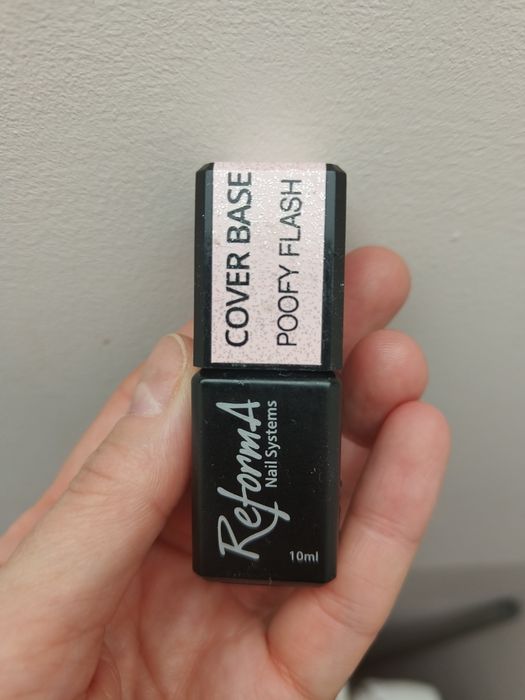 COVER BASE
POOFY FLASH
ReformA
Nail Systems
10ml